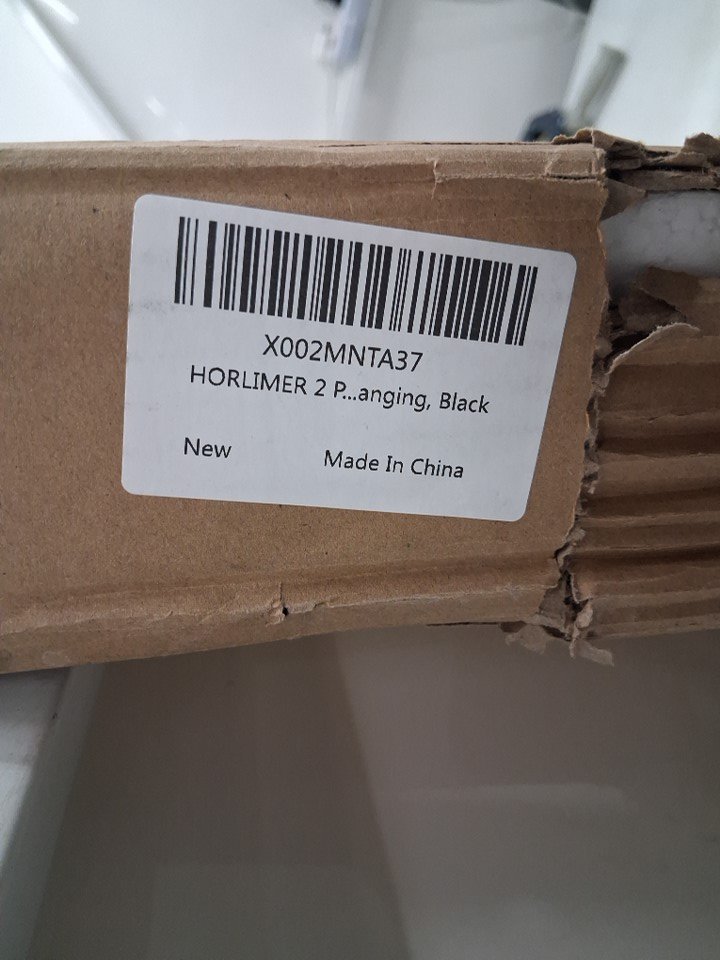 X002MNTA37
HORLIMER 2 P...anging, Black
New
Made In China